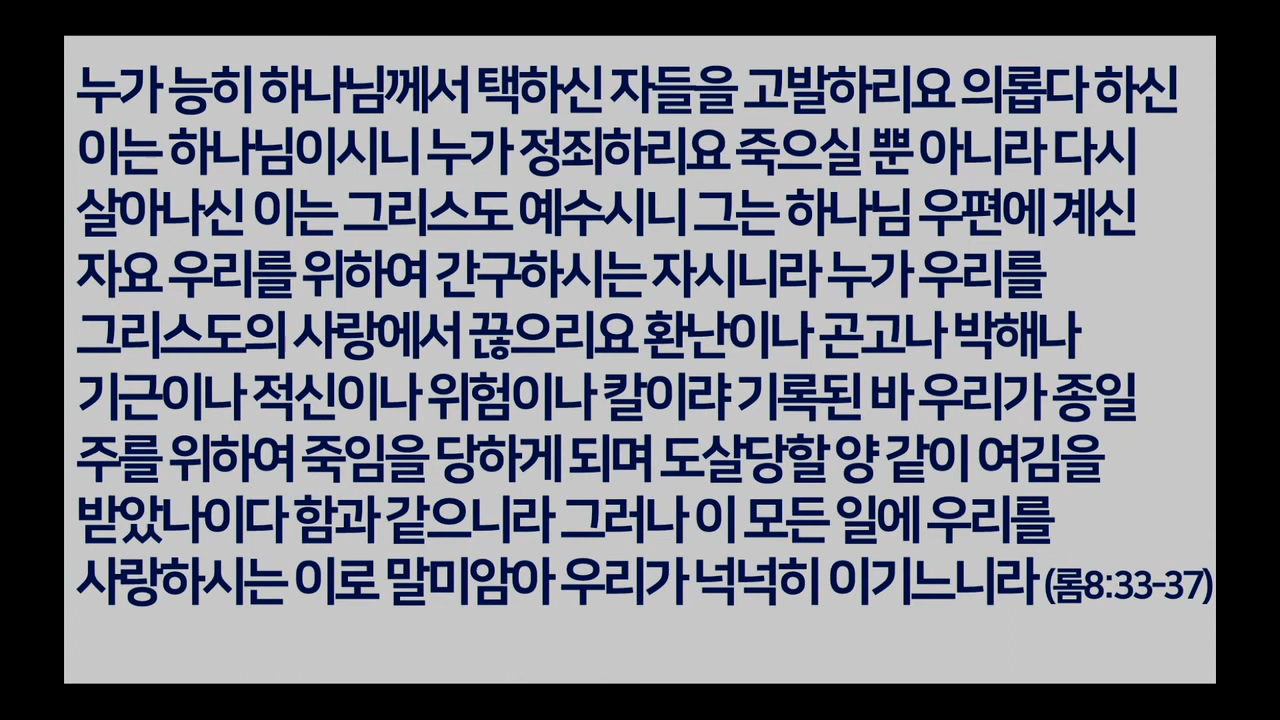 누가 능히 하나님께서 택하신 자들을 고발하리요 의롭다 하신
이는 하나님이시니 누가 정죄하리요 죽으실 뿐 아니라 다시
살아나신 이는 그리스도 예수시니 그는 하나님 우편에 계신
자요 우리를 위하여 간구하시는 자시니라 누가 우리를
그리스도의 사랑에서 끊으리요 환난이나 곤고나 박해나
기근이나 적신이나 위험이나 칼이랴 기록된 바 우리가 종일
주를 위하여 죽임을 당하게 되며 도살당할 양 같이 여김을
받았나이다 함과 같으니라 그러나 이 모든 일에 우리를
사랑하시는 이로 말미암아 우리가 넉넉히 이기느니라 (롬8:33-37)